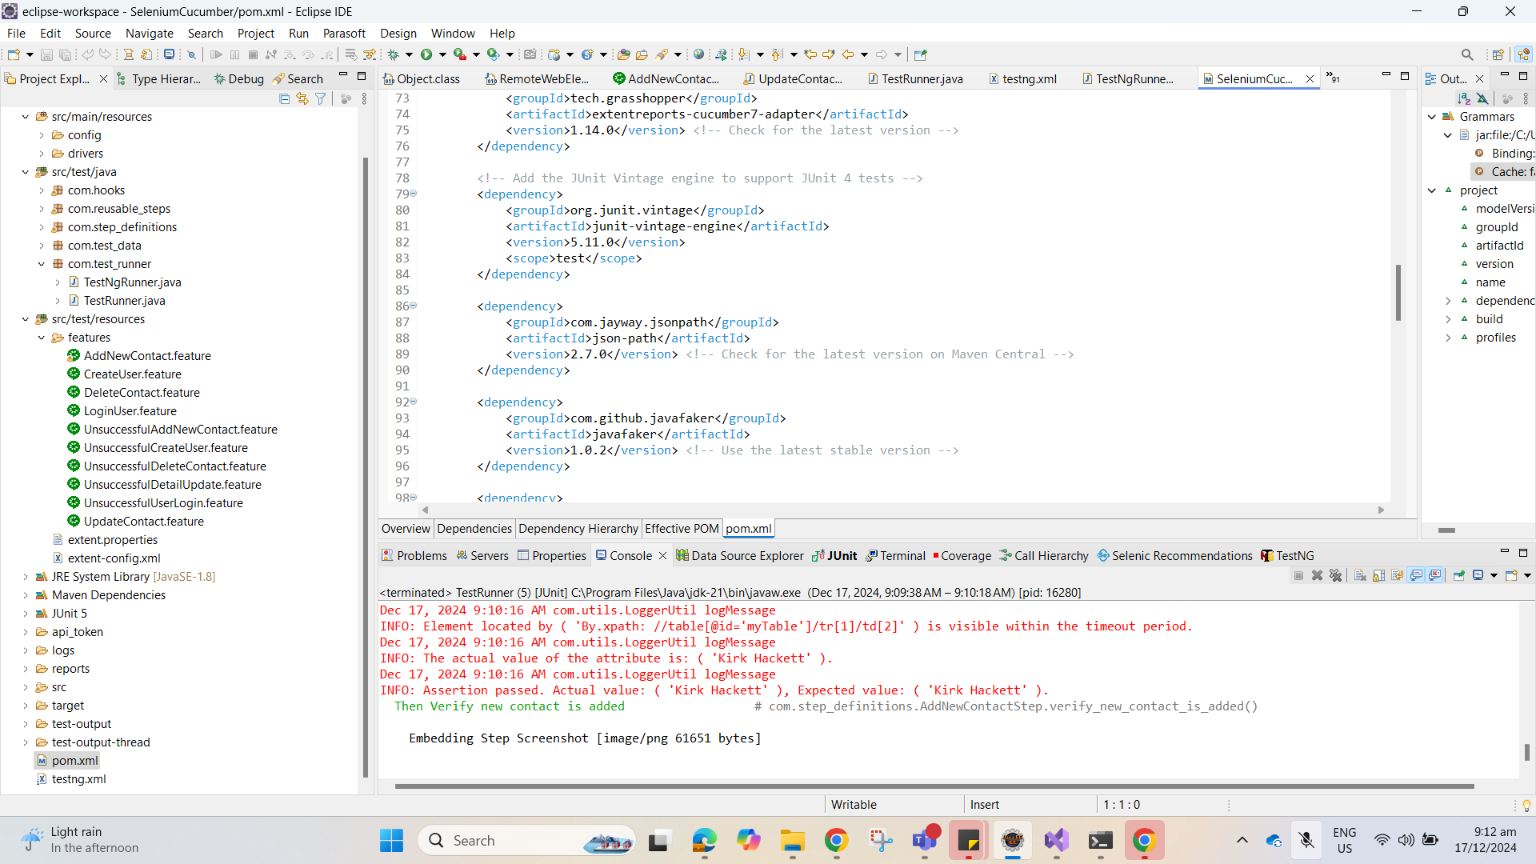 eclipse-workspace - SeleniumCucumber/pom.xml - Eclipse IDE
File Edit Source Navigate Search Project Run Parasoft Design Window Help
Project Expl... Type Hierar... Debug Search
Object.class RemoteWebEle... AddNewContac... UpdateContac... TestRunner.java testng.xml TestNgRunne... SeleniumCuc... »91
Out...
src/main/resources
config
drivers
src/test/java
com.hooks
com.reusable_steps
com.step_definitions
com.test_data
com.test_runner
TestNgRunner.java
TestRunner.java
src/test/resources
features
AddNewContact.feature
CreateUser.feature
DeleteContact.feature
LoginUser.feature
UnsuccessfulAddNewContact.feature
UnsuccessfulCreateUser.feature
UnsuccessfulDeleteContact.feature
UnsuccessfulDetailUpdate.feature
UnsuccessfulUserLogin.feature
UpdateContact.feature
extent.properties
extent-config.xml
JRE System Library [JavaSE-1.8]
Maven Dependencies
JUnit 5
api_token
logs
reports
src
target
test-output
test-output-thread
pom.xml
testng.xml
73 <groupId>tech.grasshopper</groupId>
74 <artifactId>extentreports-cucumber7-adapter</artifactId>
75 <version>1.14.0</version> <!-- Check for the latest version -->
76 </dependency>
77
78 <!-- Add the JUnit Vintage engine to support JUnit 4 tests -->
79 <dependency>
80 <groupId>org.junit.vintage</groupId>
81 <artifactId>junit-vintage-engine</artifactId>
82 <version>5.11.0</version>
83 <scope>test</scope>
84 </dependency>
85
86 <dependency>
87 <groupId>com.jayway.jsonpath</groupId>
88 <artifactId>json-path</artifactId>
89 <version>2.7.0</version> <!-- Check for the latest version on Maven Central -->
90 </dependency>
91
92 <dependency>
93 <groupId>com.github.javafaker</groupId>
94 <artifactId>javafaker</artifactId>
95 <version>1.0.2</version> <!-- Use the latest stable version -->
96 </dependency>
97
98 <dependency>
Overview Dependencies Dependency Hierarchy Effective POM pom.xml
Grammars
jar:file:/C:/U
Binding:
Cache: fa
project
modelVersi
groupId
artifactId
version
name
dependenc
build
profiles
Problems Servers Properties Console Data Source Explorer JUnit Terminal Coverage Call Hierarchy Selenic Recommendations TestNG
<terminated> TestRunner (5) [JUnit] C:\Program Files\Java\jdk-21\bin\javaw.exe (Dec 17, 2024, 9:09:38 AM – 9:10:18 AM) [pid: 16280]
Dec 17, 2024 9:10:16 AM com.utils.LoggerUtil logMessage
INFO: Element located by ( 'By.xpath: //table[@id='myTable']/tr[1]/td[2]' ) is visible within the timeout period.
Dec 17, 2024 9:10:16 AM com.utils.LoggerUtil logMessage
INFO: The actual value of the attribute is: ( 'Kirk Hackett' ).
Dec 17, 2024 9:10:16 AM com.utils.LoggerUtil logMessage
INFO: Assertion passed. Actual value: ( 'Kirk Hackett' ), Expected value: ( 'Kirk Hackett' ).
Then Verify new contact is added # com.step_definitions.AddNewContactStep.verify_new_contact_is_added()
Embedding Step Screenshot [image/png 61651 bytes]
Writable Insert 1 : 1 : 0
Light rain
In the afternoon
Search
ENG
US
9:12 am
17/12/2024